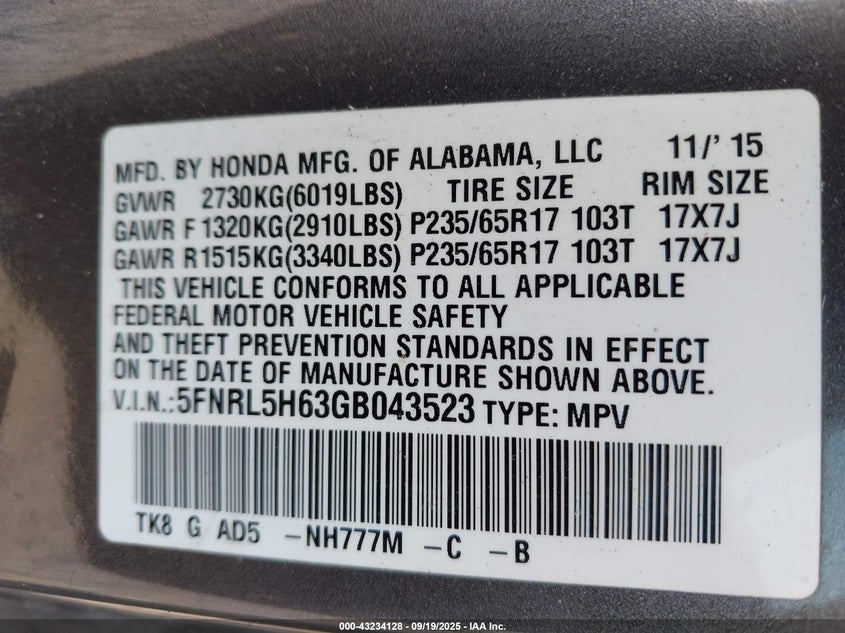 MFD. BY HONDA MFG. OF ALABAMA, LLC 11/' 15
GVWR 2730KG(6019LBS) TIRE SIZE RIM SIZE
GAWR F 1320KG(2910LBS) P235/65R17 103T 17X7J
GAWR R1515KG(3340LBS) P235/65R17 103T 17X7J
THIS VEHICLE CONFORMS TO ALL APPLICABLE
FEDERAL MOTOR VEHICLE SAFETY
AND THEFT PREVENTION STANDARDS IN EFFECT
ON THE DATE OF MANUFACTURE SHOWN ABOVE.
V.I.N.:5FNRL5H63GB043523 TYPE: MPV
TK8 G AD5 -NH777M -C -B
000-43234128 - 09/19/2025 - IAA Inc.